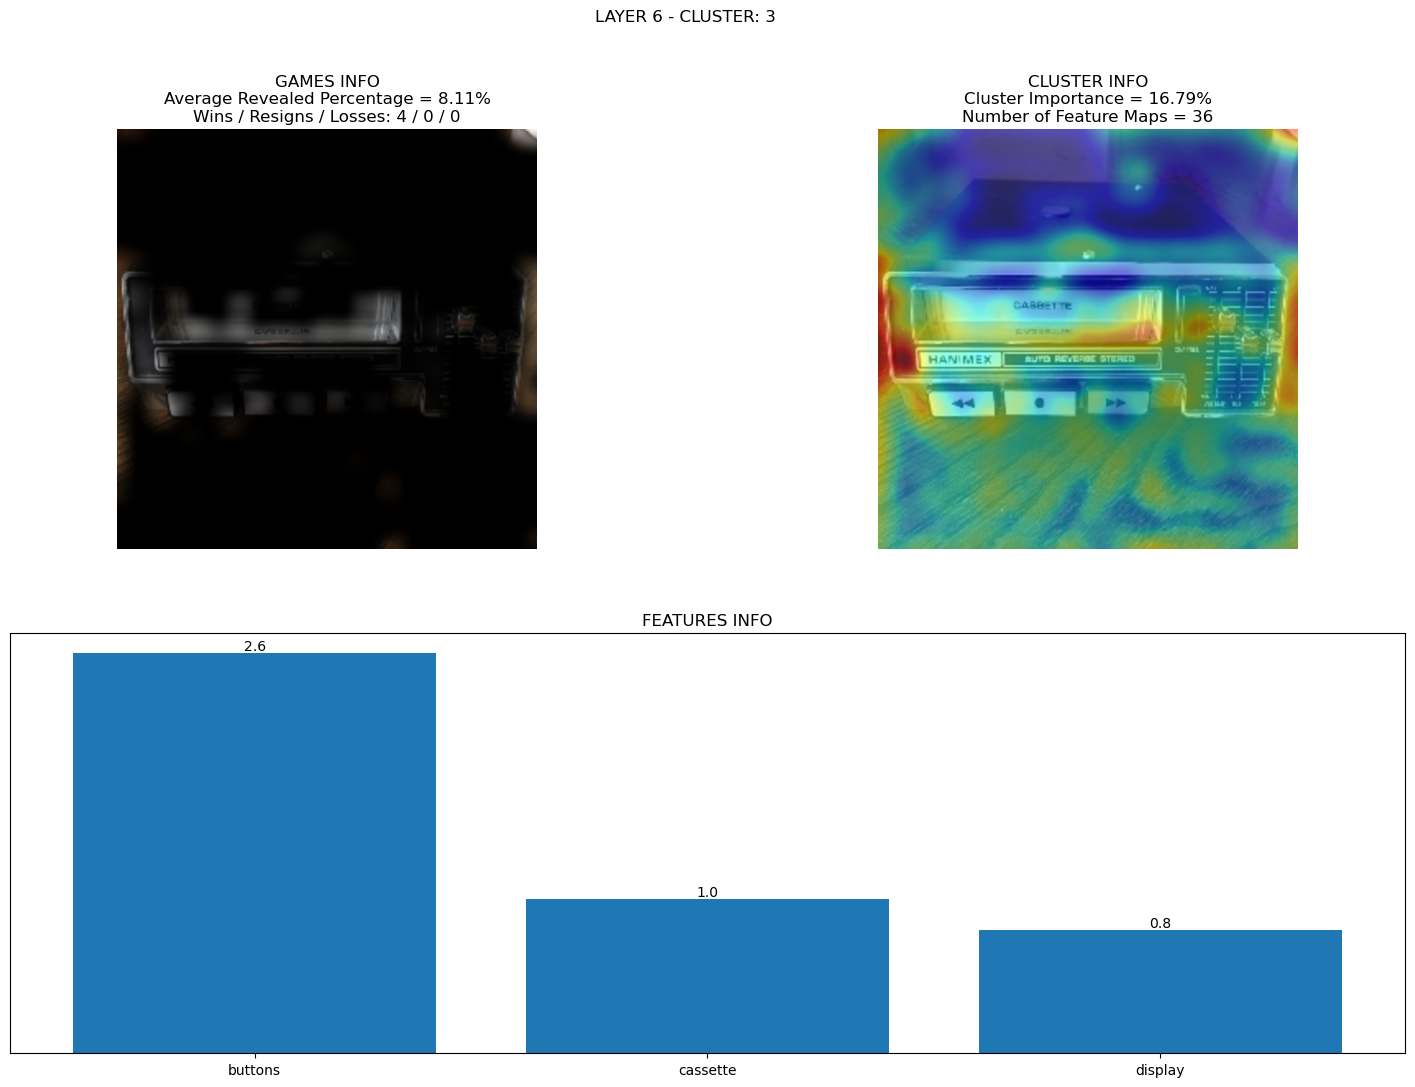 LAYER 6 - CLUSTER: 3
GAMES INFO
Average Revealed Percentage = 8.11%
Wins / Resigns / Losses: 4 / 0 / 0
CLUSTER INFO
Cluster Importance = 16.79%
Number of Feature Maps = 36
CASSETTE
HANIMEX
AUTO REVERSE STEREO
FEATURES INFO
2.6
1.0
0.8
buttons
cassette
display